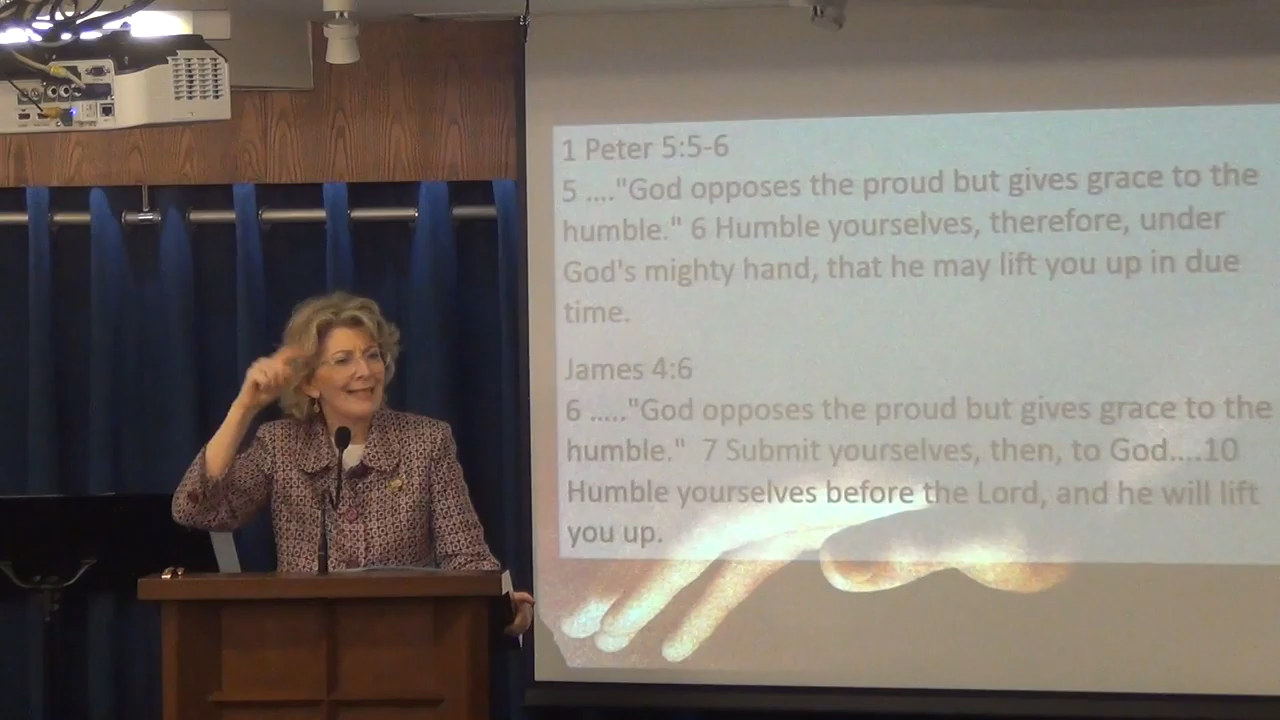 1 Peter 5:5-6
5 ...."God opposes the proud but gives grace to the
humble." 6 Humble yourselves, therefore, under
God's mighty hand, that he may lift you up in due
time.
James 4:6
6 ....."God opposes the proud but gives grace to the
humble."  7 Submit yourselves, then, to God....10
Humble yourselves before the Lord, and he will lift
you up.